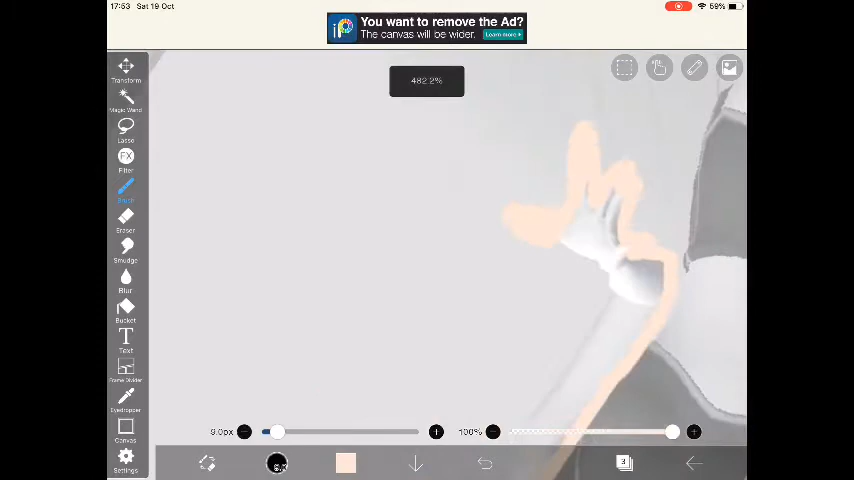 17:53 Sat 19 Oct
59%
iP
You want to remove the Ad?
The canvas will be wider.
Learn more
482.2%
Transform
Magic Wand
Lasso
FX
Filter
Brush
Eraser
Smudge
Blur
Bucket
T
Text
Frame Divider
Eyedropper
Canvas
Settings
9.0px
100%
3